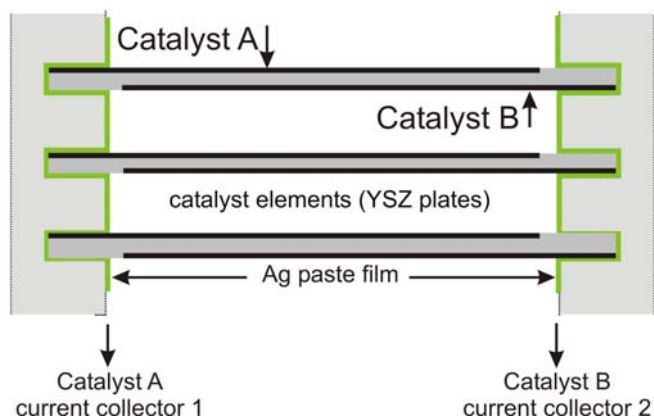 Catalyst A
Catalyst B
catalyst elements (YSZ plates)
Ag paste film
Catalyst A
current collector 1
Catalyst B
current collector 2